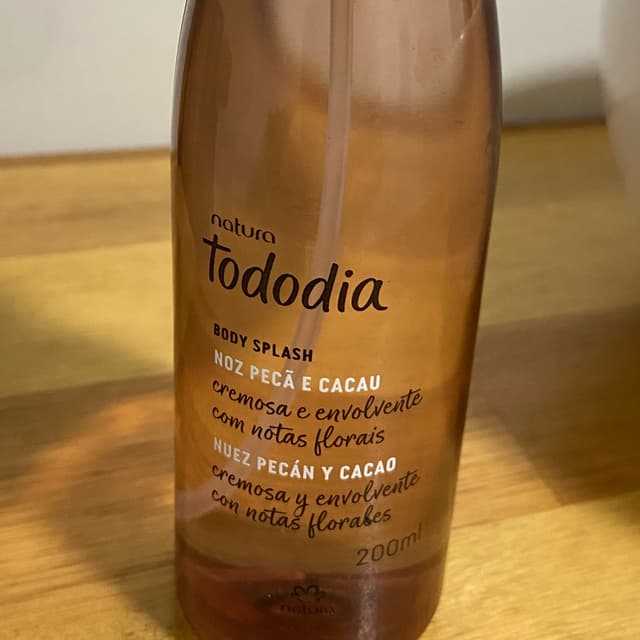 natura
Tododia
BODY SPLASH
NOZ PECÃ E CACAU
cremosa e envolvente
com notas florais
NUEZ PECÁN Y CACAO
cremosa y envolvente
con notas florales
200ml
natura